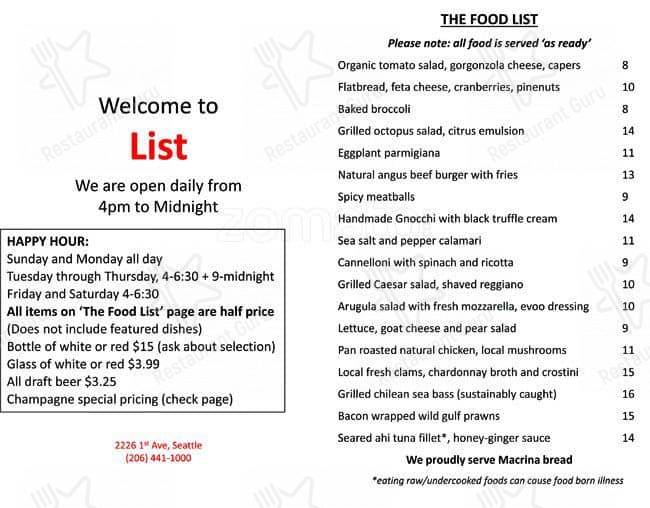 Welcome to
List
We are open daily from
4pm to Midnight
HAPPY HOUR:
Sunday and Monday all day
Tuesday through Thursday, 4-6:30 + 9-midnight
Friday and Saturday 4-6:30
All items on ‘The Food List’ page are half price
(Does not include featured dishes)
Bottle of white or red $15 (ask about selection)
Glass of white or red $3.99
All draft beer $3.25
Champagne special pricing (check page)
2226 1st Ave, Seattle
(206) 441-1000
THE FOOD LIST
Please note: all food is served ‘as ready’
Organic tomato salad, gorgonzola cheese, capers 8
Flatbread, feta cheese, cranberries, pinenuts 10
Baked broccoli 8
Grilled octopus salad, citrus emulsion 14
Eggplant parmigiana 11
Natural angus beef burger with fries 13
Spicy meatballs 9
Handmade Gnocchi with black truffle cream 14
Sea salt and pepper calamari 11
Cannelloni with spinach and ricotta 9
Grilled Caesar salad, shaved reggiano 10
Arugula salad with fresh mozzarella, evoo dressing 10
Lettuce, goat cheese and pear salad 9
Pan roasted natural chicken, local mushrooms 11
Local fresh clams, chardonnay broth and crostini 15
Grilled chilean sea bass (sustainably caught) 16
Bacon wrapped wild gulf prawns 15
Seared ahi tuna fillet*, honey-ginger sauce 14
We proudly serve Macrina bread
*eating raw/undercooked foods can cause food born illness
Restaurant Guru